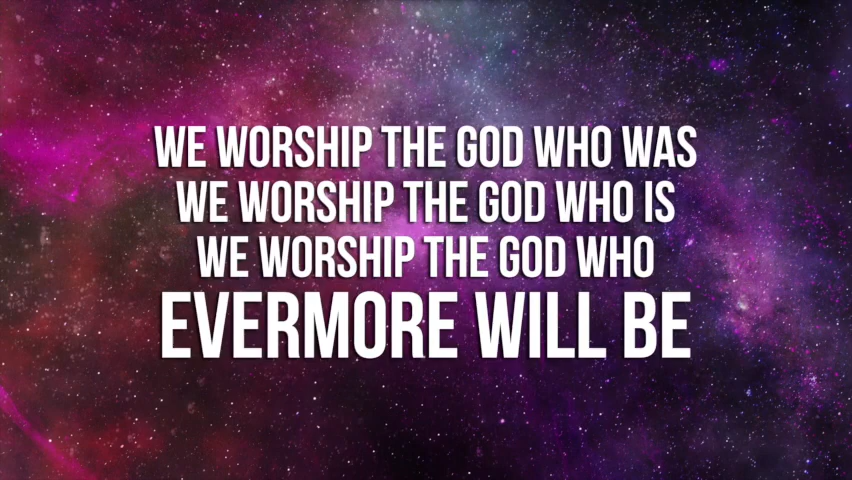 WE WORSHIP THE GOD WHO WAS
WE WORSHIP THE GOD WHO IS
WE WORSHIP THE GOD WHO
EVERMORE WILL BE